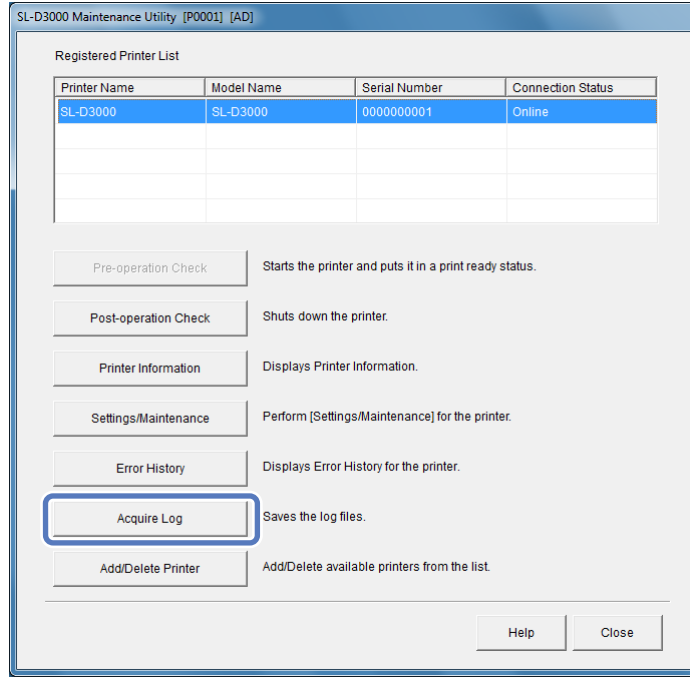 SL-D3000 Maintenance Utility [P0001] [AD]
Registered Printer List
Printer Name Model Name Serial Number Connection Status
SL-D3000 SL-D3000 0000000001 Online
Pre-operation Check Starts the printer and puts it in a print ready status.
Post-operation Check Shuts down the printer.
Printer Information Displays Printer Information.
Settings/Maintenance Perform [Settings/Maintenance] for the printer.
Error History Displays Error History for the printer.
Acquire Log Saves the log files.
Add/Delete Printer Add/Delete available printers from the list.
Help Close